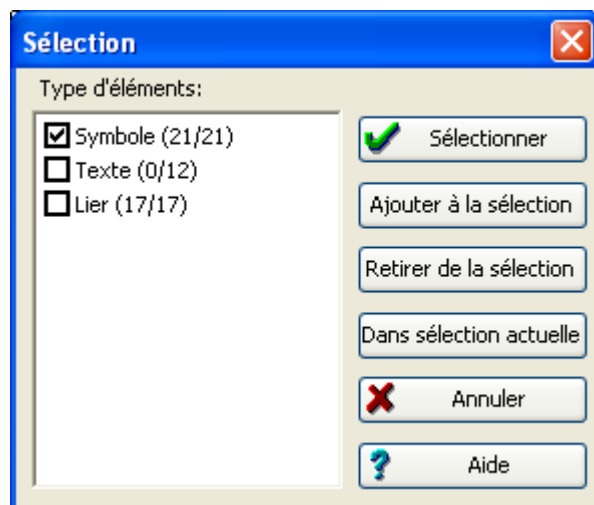 Sélection
Type d'éléments:
Symbole (21/21)
Texte (0/12)
Lier (17/17)
Sélectionner
Ajouter à la sélection
Retirer de la sélection
Dans sélection actuelle
Annuler
Aide